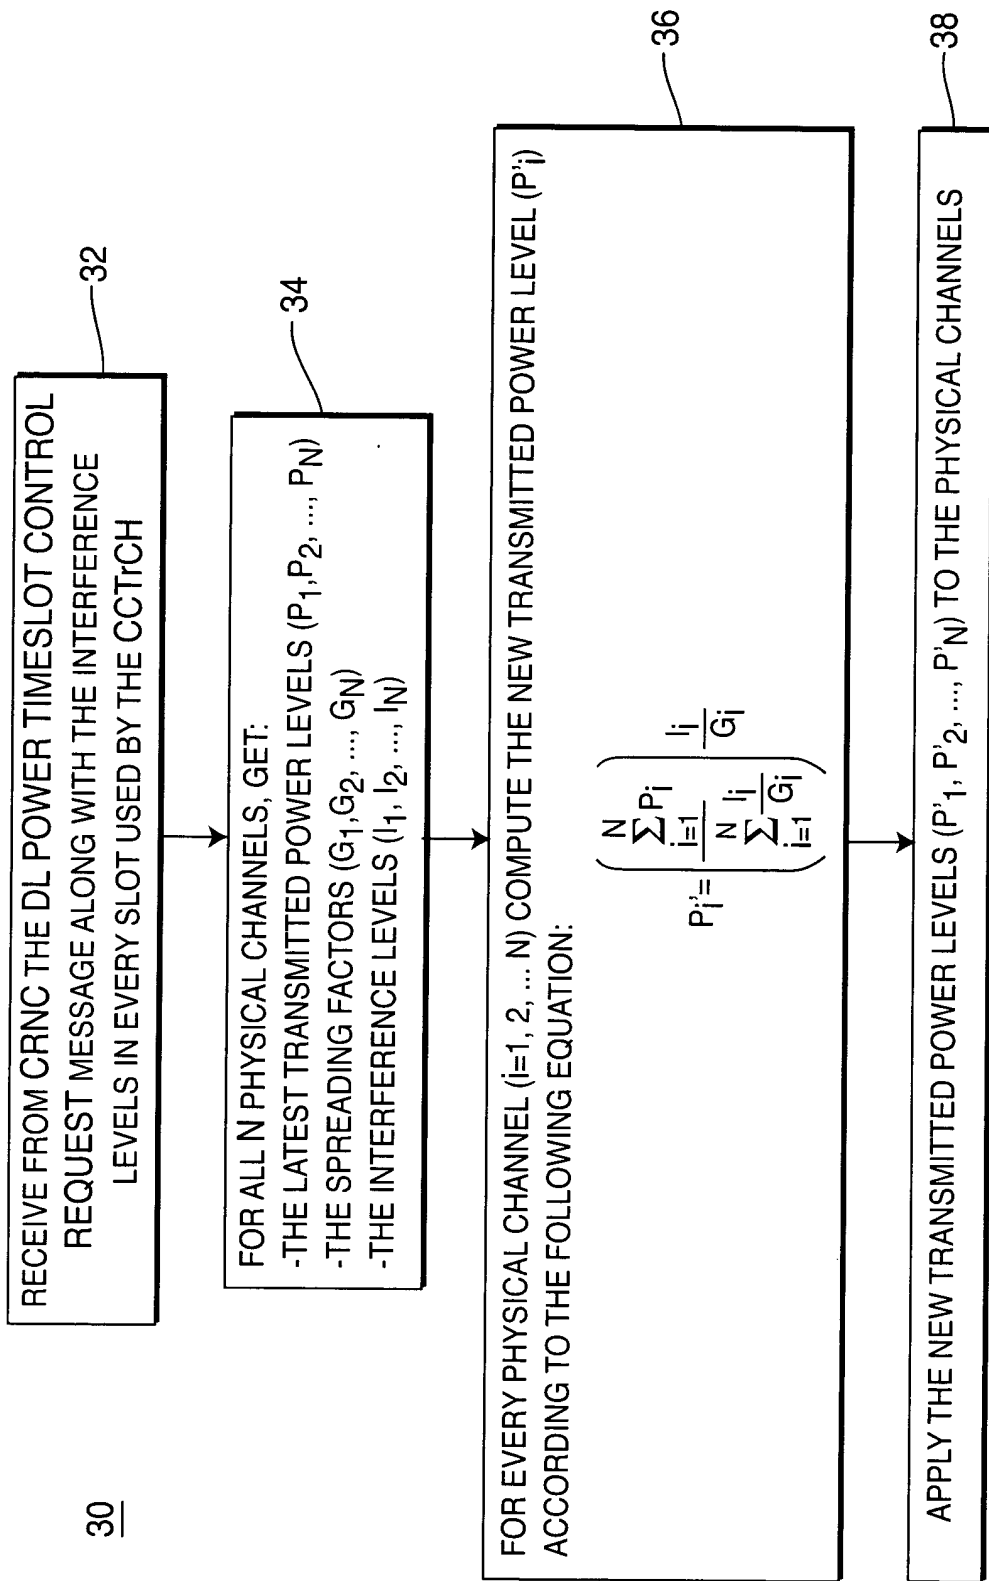 30
RECEIVE FROM CRNC THE DL POWER TIMESLOT CONTROL
REQUEST MESSAGE ALONG WITH THE INTERFERENCE
LEVELS IN EVERY SLOT USED BY THE CCTrCH
32
FOR ALL N PHYSICAL CHANNELS, GET:
-THE LATEST TRANSMITTED POWER LEVELS (P1,P2, ..., PN)
-THE SPREADING FACTORS (G1,G2, ..., GN)
-THE INTERFERENCE LEVELS (I1, I2, ..., IN)
34
FOR EVERY PHYSICAL CHANNEL (i=1, 2, ... N) COMPUTE THE NEW TRANSMITTED POWER LEVEL (P'i)
ACCORDING TO THE FOLLOWING EQUATION:
Pi'= ( N∑i=1 Pi / N∑i=1 Ii/Gi ) Ii/Gi
36
APPLY THE NEW TRANSMITTED POWER LEVELS (P'1, P'2, ..., P'N) TO THE PHYSICAL CHANNELS
38